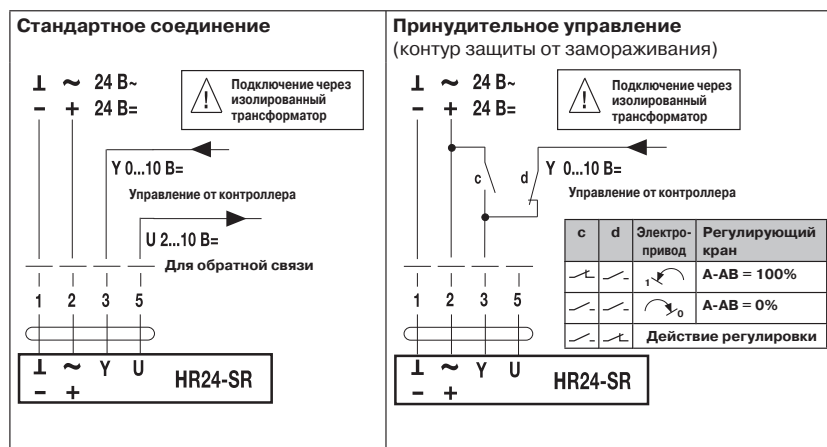 Стандартное соединение
⊥ ~ 24 В~
− + 24 В=
Подключение через
изолированный
трансформатор
Y 0...10 В=
Управление от контроллера
U 2...10 В=
Для обратной связи
1 2 3 5
⊥ ~ Y U
− +
HR24-SR
Принудительное управление
(контур защиты от замораживания)
⊥ ~ 24 В~
− + 24 В=
Подключение через
изолированный
трансформатор
c d Y 0...10 В=
Управление от контроллера
c d Электро-
привод Регулирующий
кран
1 A-AB = 100%
0 A-AB = 0%
Действие регулировки
1 2 3 5
⊥ ~ Y U
− +
HR24-SR